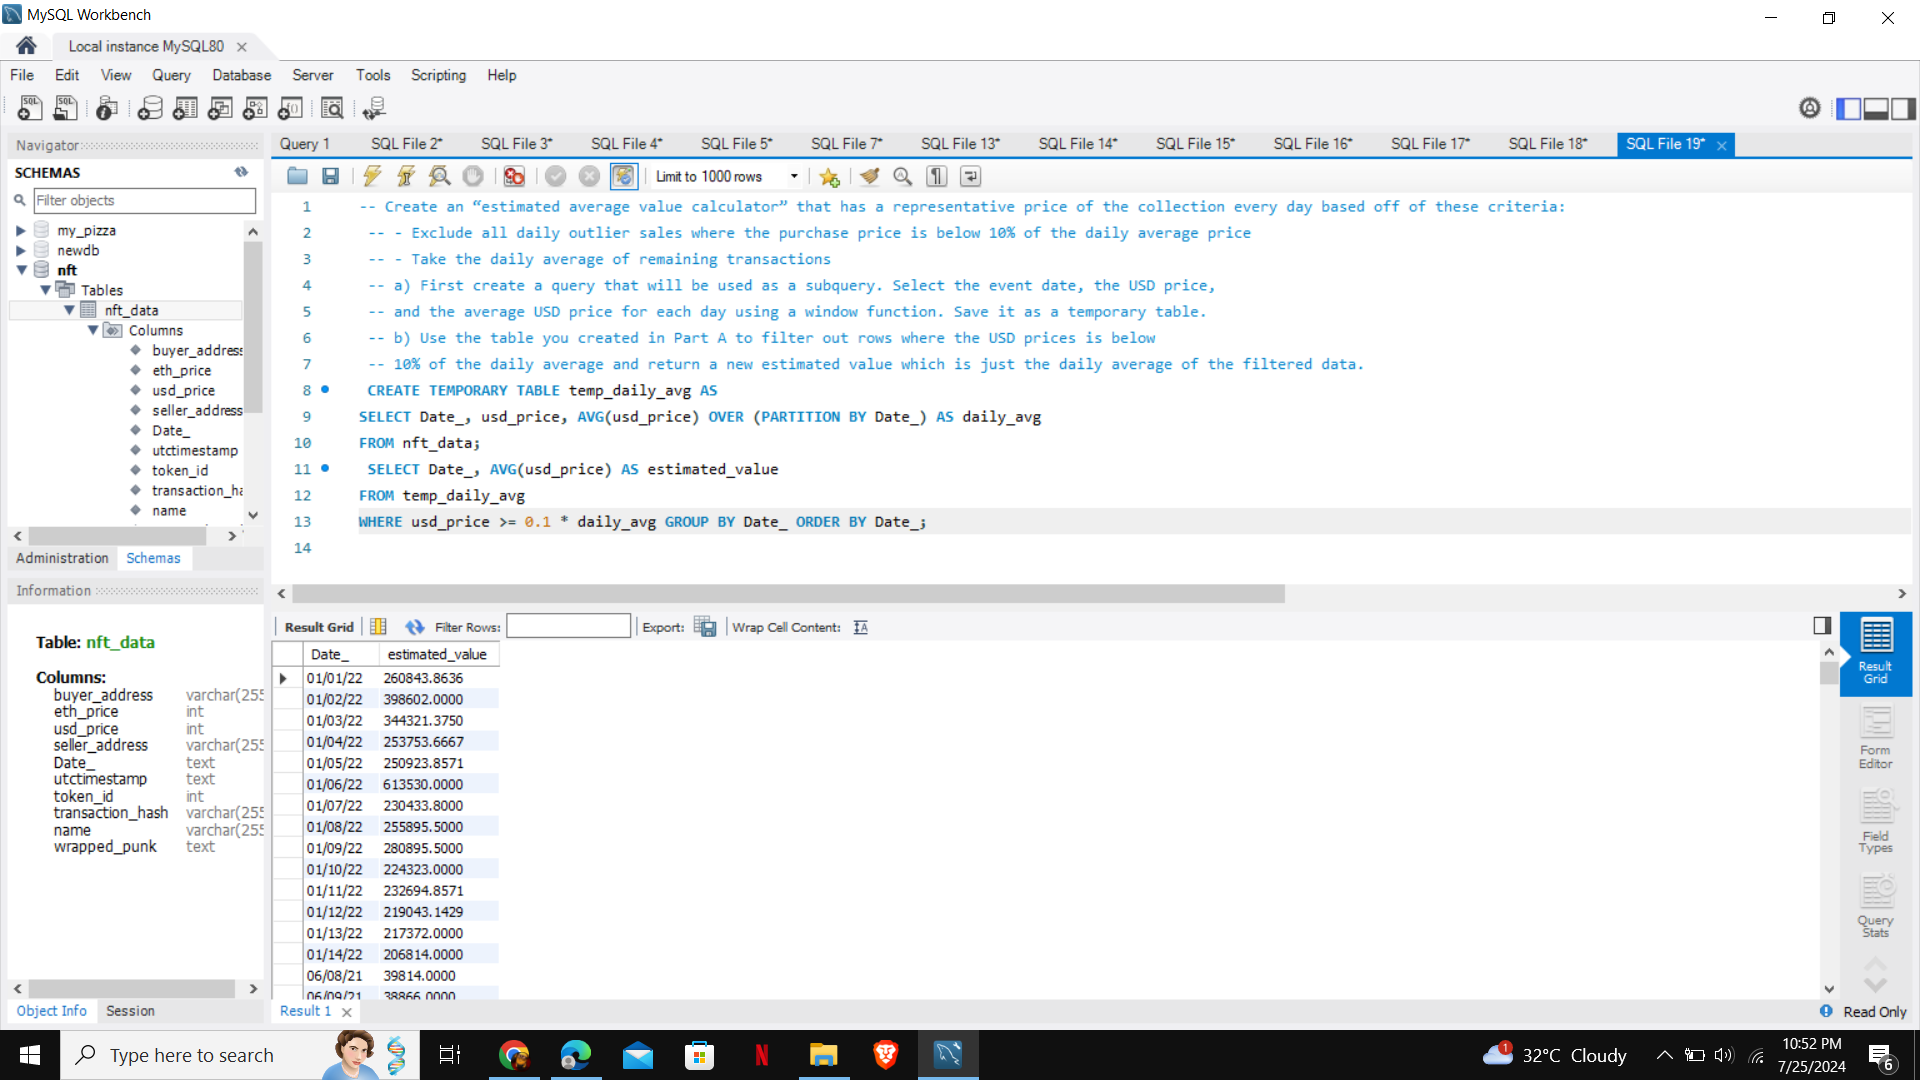 MySQL Workbench
Local instance MySQL80
File Edit View Query Database Server Tools Scripting Help
Navigator
SCHEMAS
Filter objects
my_pizza
newdb
nft
Tables
nft_data
Columns
buyer_address
eth_price
usd_price
seller_address
Date_
utctimestamp
token_id
transaction_ha
name
Administration Schemas
Information
Table: nft_data
Columns:
buyer_address varchar(255
eth_price int
usd_price int
seller_address varchar(255
Date_ text
utctimestamp text
token_id int
transaction_hash varchar(255
name varchar(255
wrapped_punk text
Object Info Session
Query 1 SQL File 2* SQL File 3* SQL File 4* SQL File 5* SQL File 7* SQL File 13* SQL File 14* SQL File 15* SQL File 16* SQL File 17* SQL File 18* SQL File 19*
Limit to 1000 rows
1 -- Create an “estimated average value calculator” that has a representative price of the collection every day based off of these criteria:
2 -- - Exclude all daily outlier sales where the purchase price is below 10% of the daily average price
3 -- - Take the daily average of remaining transactions
4 -- a) First create a query that will be used as a subquery. Select the event date, the USD price,
5 -- and the average USD price for each day using a window function. Save it as a temporary table.
6 -- b) Use the table you created in Part A to filter out rows where the USD prices is below
7 -- 10% of the daily average and return a new estimated value which is just the daily average of the filtered data.
8 CREATE TEMPORARY TABLE temp_daily_avg AS
9 SELECT Date_, usd_price, AVG(usd_price) OVER (PARTITION BY Date_) AS daily_avg
10 FROM nft_data;
11 SELECT Date_, AVG(usd_price) AS estimated_value
12 FROM temp_daily_avg
13 WHERE usd_price >= 0.1 * daily_avg GROUP BY Date_ ORDER BY Date_;
14
Result Grid Filter Rows: Export: Wrap Cell Content:
Date_ estimated_value
01/01/22 260843.8636
01/02/22 398602.0000
01/03/22 344321.3750
01/04/22 253753.6667
01/05/22 250923.8571
01/06/22 613530.0000
01/07/22 230433.8000
01/08/22 255895.5000
01/09/22 280895.5000
01/10/22 224323.0000
01/11/22 232694.8571
01/12/22 219043.1429
01/13/22 217372.0000
01/14/22 206814.0000
06/08/21 39814.0000
06/09/21 38866.0000
Result Grid
Form Editor
Field Types
Query Stats
Result 1
Read Only
Type here to search
1
32°C Cloudy
10:52 PM
7/25/2024
6